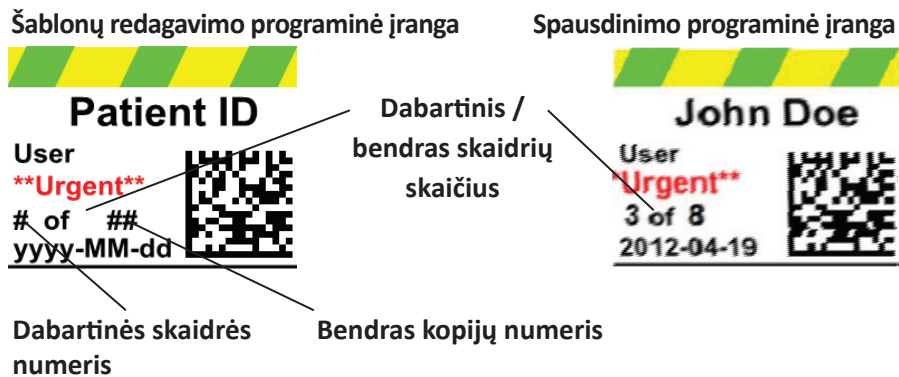 Šablonų redagavimo programinė įranga
Spausdinimo programinė įranga
Patient ID
User
**Urgent**
# of ##
yyyy-MM-dd
Dabartinis /
bendras skaidrių
skaičius
John Doe
User
*Urgent**
3 of 8
2012-04-19
Dabartinės skaidrės
numeris
Bendras kopijų numeris